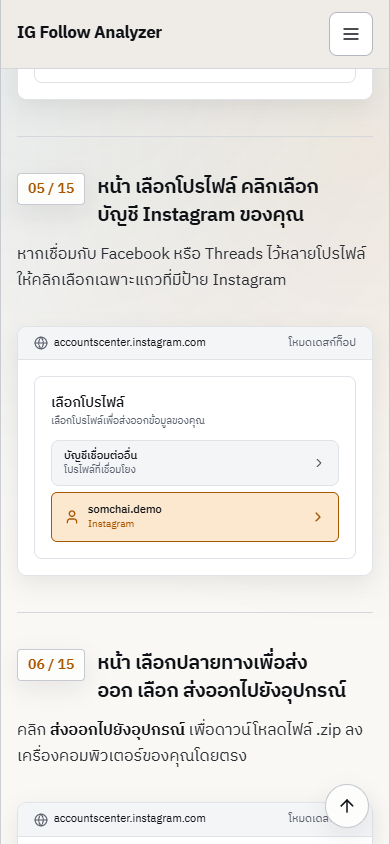 IG Follow Analyzer
05 / 15
หน้า เลือกโปรไฟล์ คลิกเลือก
บัญชี Instagram ของคุณ
หากเชื่อมกับ Facebook หรือ Threads ไว้หลายโปรไฟล์
ให้คลิกเลือกเฉพาะแถวที่มีป้าย Instagram
accountscenter.instagram.com
โหมดเดสก์ท็อป
เลือกโปรไฟล์
เลือกโปรไฟล์เพื่อส่งออกข้อมูลของคุณ
บัญชีเชื่อมต่ออื่น
โปรไฟล์ที่เชื่อมโยง
somchai.demo
Instagram
06 / 15
หน้า เลือกปลายทางเพื่อส่ง
ออก เลือก ส่งออกไปยังอุปกรณ์
คลิก ส่งออกไปยังอุปกรณ์ เพื่อดาวน์โหลดไฟล์ .zip ลง
เครื่องคอมพิวเตอร์ของคุณโดยตรง
accountscenter.instagram.com